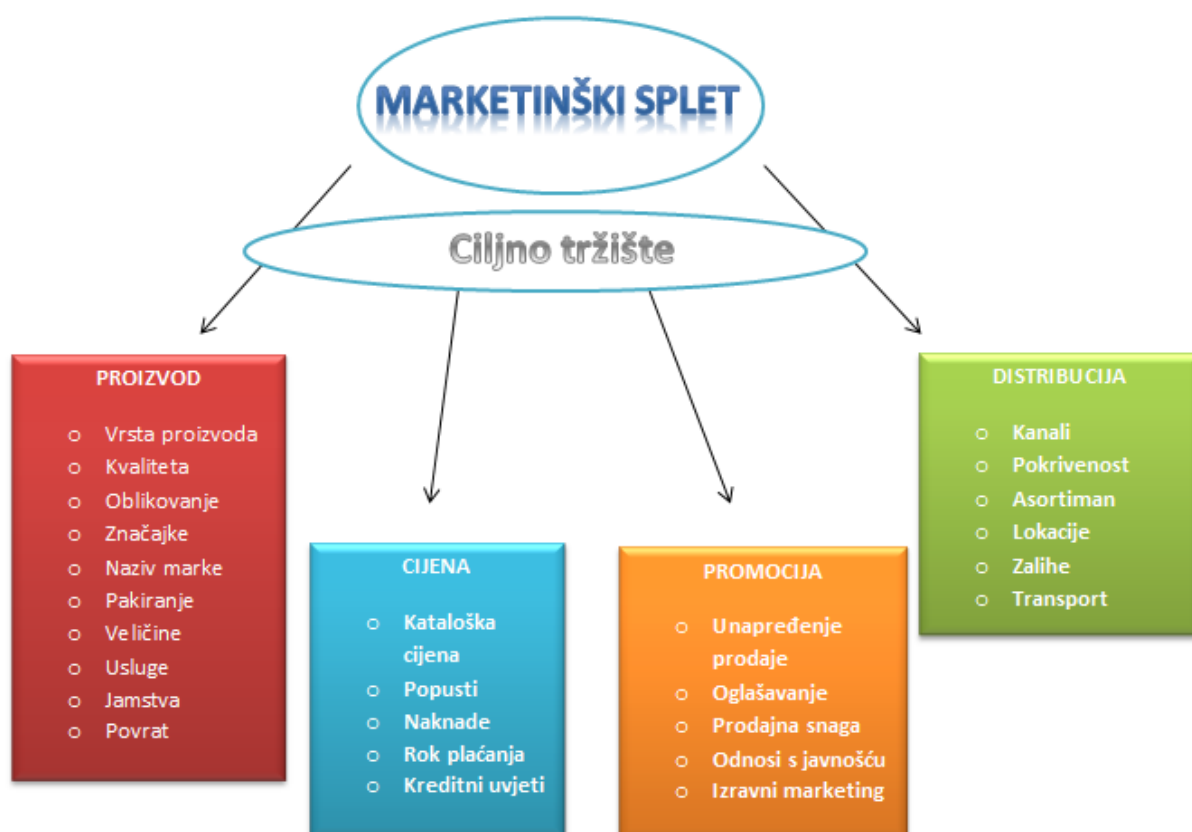 MARKETINŠKI SPLET
Ciljno tržište
PROIZVOD
o Vrsta proizvoda
o Kvaliteta
o Oblikovanje
o Značajke
o Naziv marke
o Pakiranje
o Veličine
o Usluge
o Jamstva
o Povrat
CIJENA
o Kataloška
cijena
o Popusti
o Naknade
o Rok plaćanja
o Kreditni uvjeti
PROMOCIJA
o Unapređenje
prodaje
o Oglašavanje
o Prodajna snaga
o Odnosi s javnošću
o Izravni marketing
DISTRIBUCIJA
o Kanali
o Pokrivenost
o Asortiman
o Lokacije
o Zalihe
o Transport